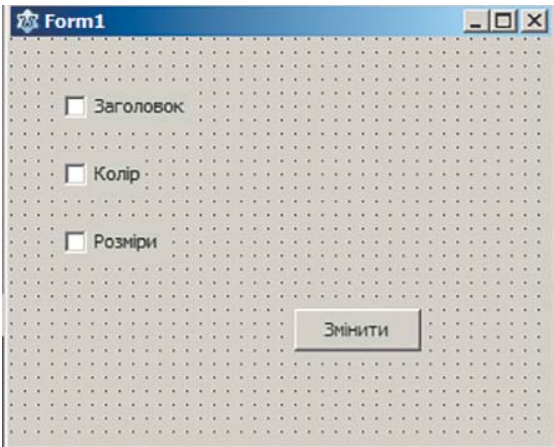 Form1
Заголовок
Колір
Розміри
Змінити